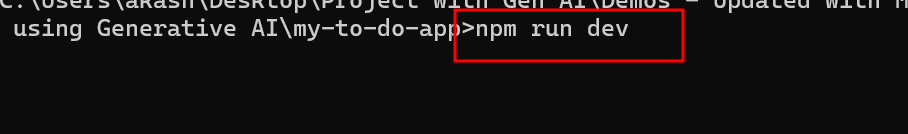 C:\Users\aKash\Desktop\Project with Gen AI\Demos - Updated with M
using Generative AI\my-to-do-app>npm run dev